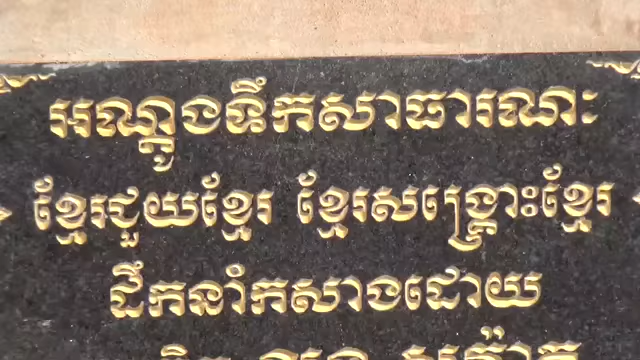 អណ្ដូងទឹកសាធារណៈ
ខ្មែរជួយខ្មែរ ខ្មែរសង្គ្រោះខ្មែរ
ដឹកនាំកសាងដោយ